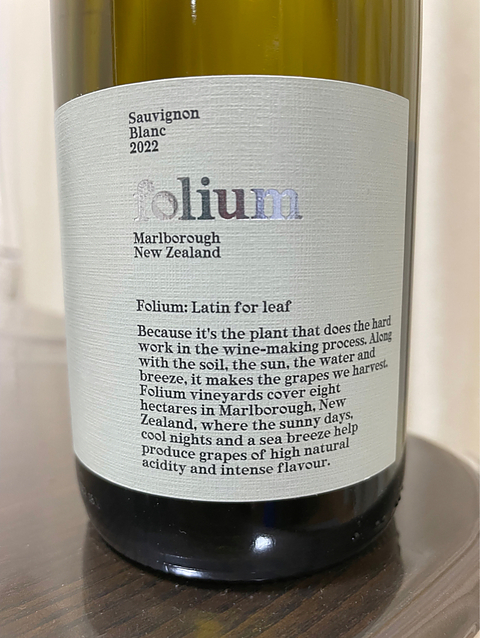 Sauvignon
Blanc
2022
folium
Marlborough
New Zealand
Folium: Latin for leaf
Because it's the plant that does the hard
work in the wine-making process. Along
with the soil, the sun, the water and
breeze, it makes the grapes we harvest.
Folium vineyards cover eight
hectares in Marlborough, New
Zealand, where the sunny days,
cool nights and a sea breeze help
produce grapes of high natural
acidity and intense flavour.